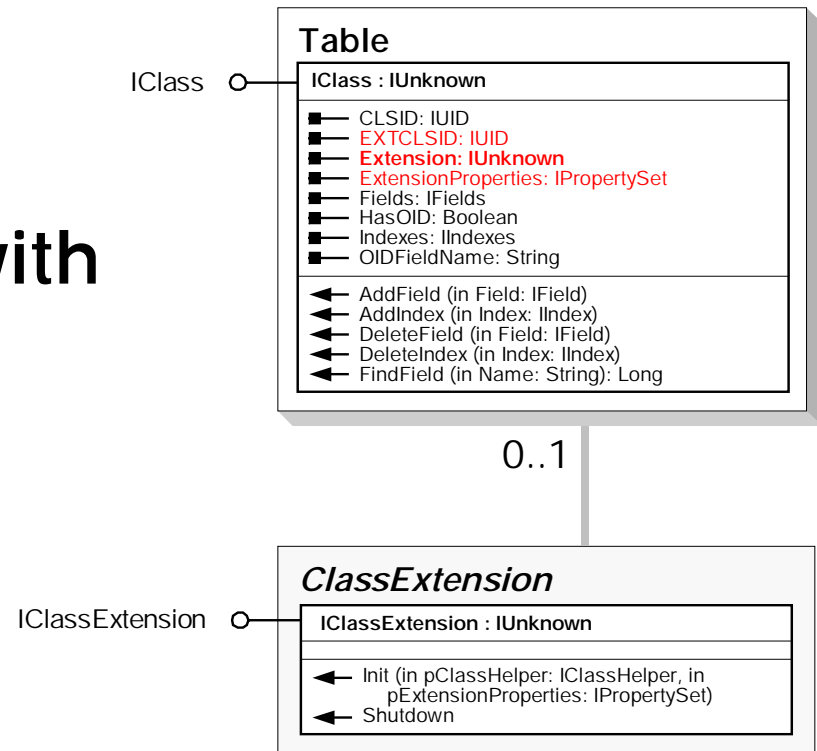 Table
IClass
IClass : IUnknown
CLSID: IUID
EXTCLSID: IUID
Extension: IUnknown
ExtensionProperties: IPropertySet
Fields: IFields
HasOID: Boolean
Indexes: IIndexes
OIDFieldName: String
with
AddField (in Field: IField)
AddIndex (in Index: IIndex)
DeleteField (in Field: IField)
DeleteIndex (in Index: IIndex)
FindField (in Name: String): Long
0..1
ClassExtension
IClassExtension
IClassExtension : IUnknown
Init (in pClassHelper: IClassHelper, in
pExtensionProperties: IPropertySet)
Shutdown